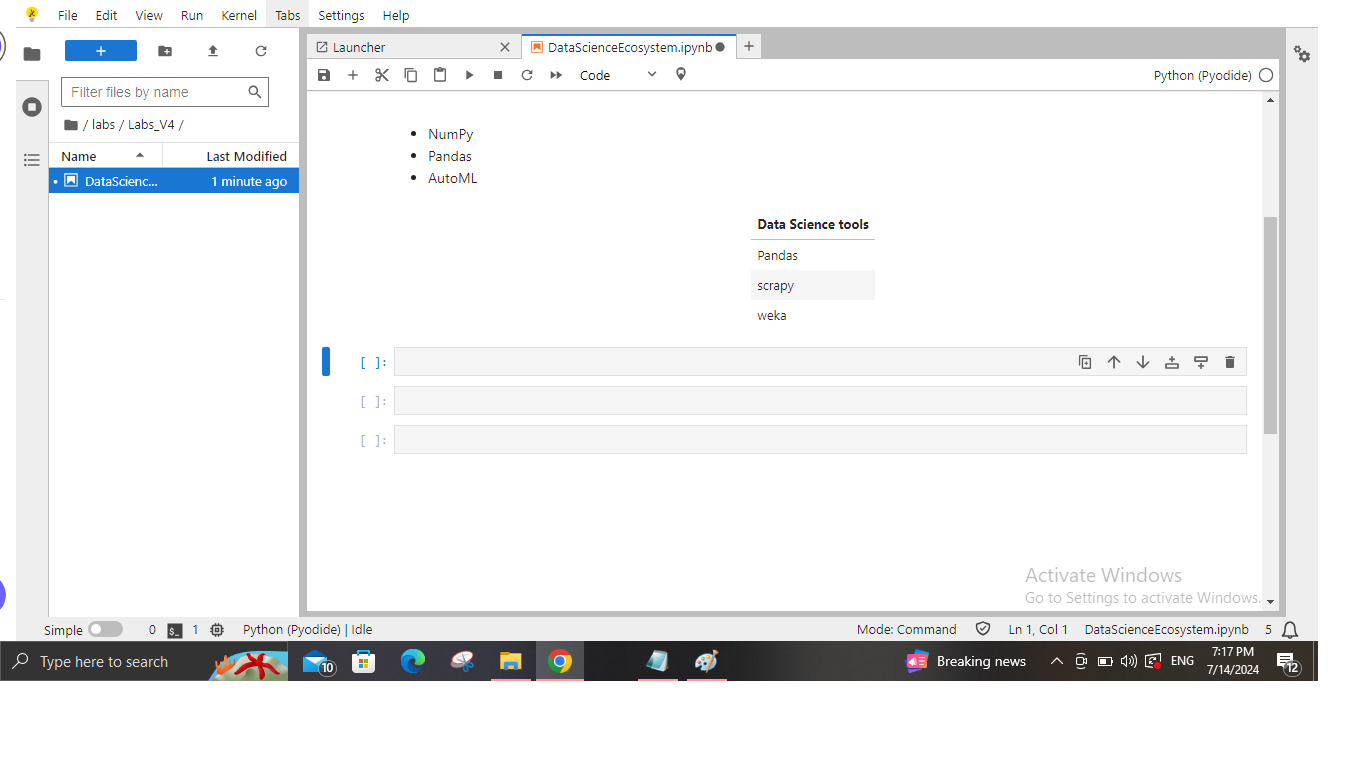 File Edit View Run Kernel Tabs Settings Help
+
Filter files by name
/ labs / Labs_V4 /
Name Last Modified
DataScienc... 1 minute ago
Launcher
DataScienceEcosystem.ipynb
Code
Python (Pyodide)
NumPy
Pandas
AutoML
Data Science tools
Pandas
scrapy
weka
[ ]:
[ ]:
[ ]:
Activate Windows
Go to Settings to activate Windows.
Simple 0 $_ 1 Python (Pyodide) | Idle Mode: Command Ln 1, Col 1 DataScienceEcosystem.ipynb 5
Type here to search 10 Breaking news ENG 7:17 PM
7/14/2024 12